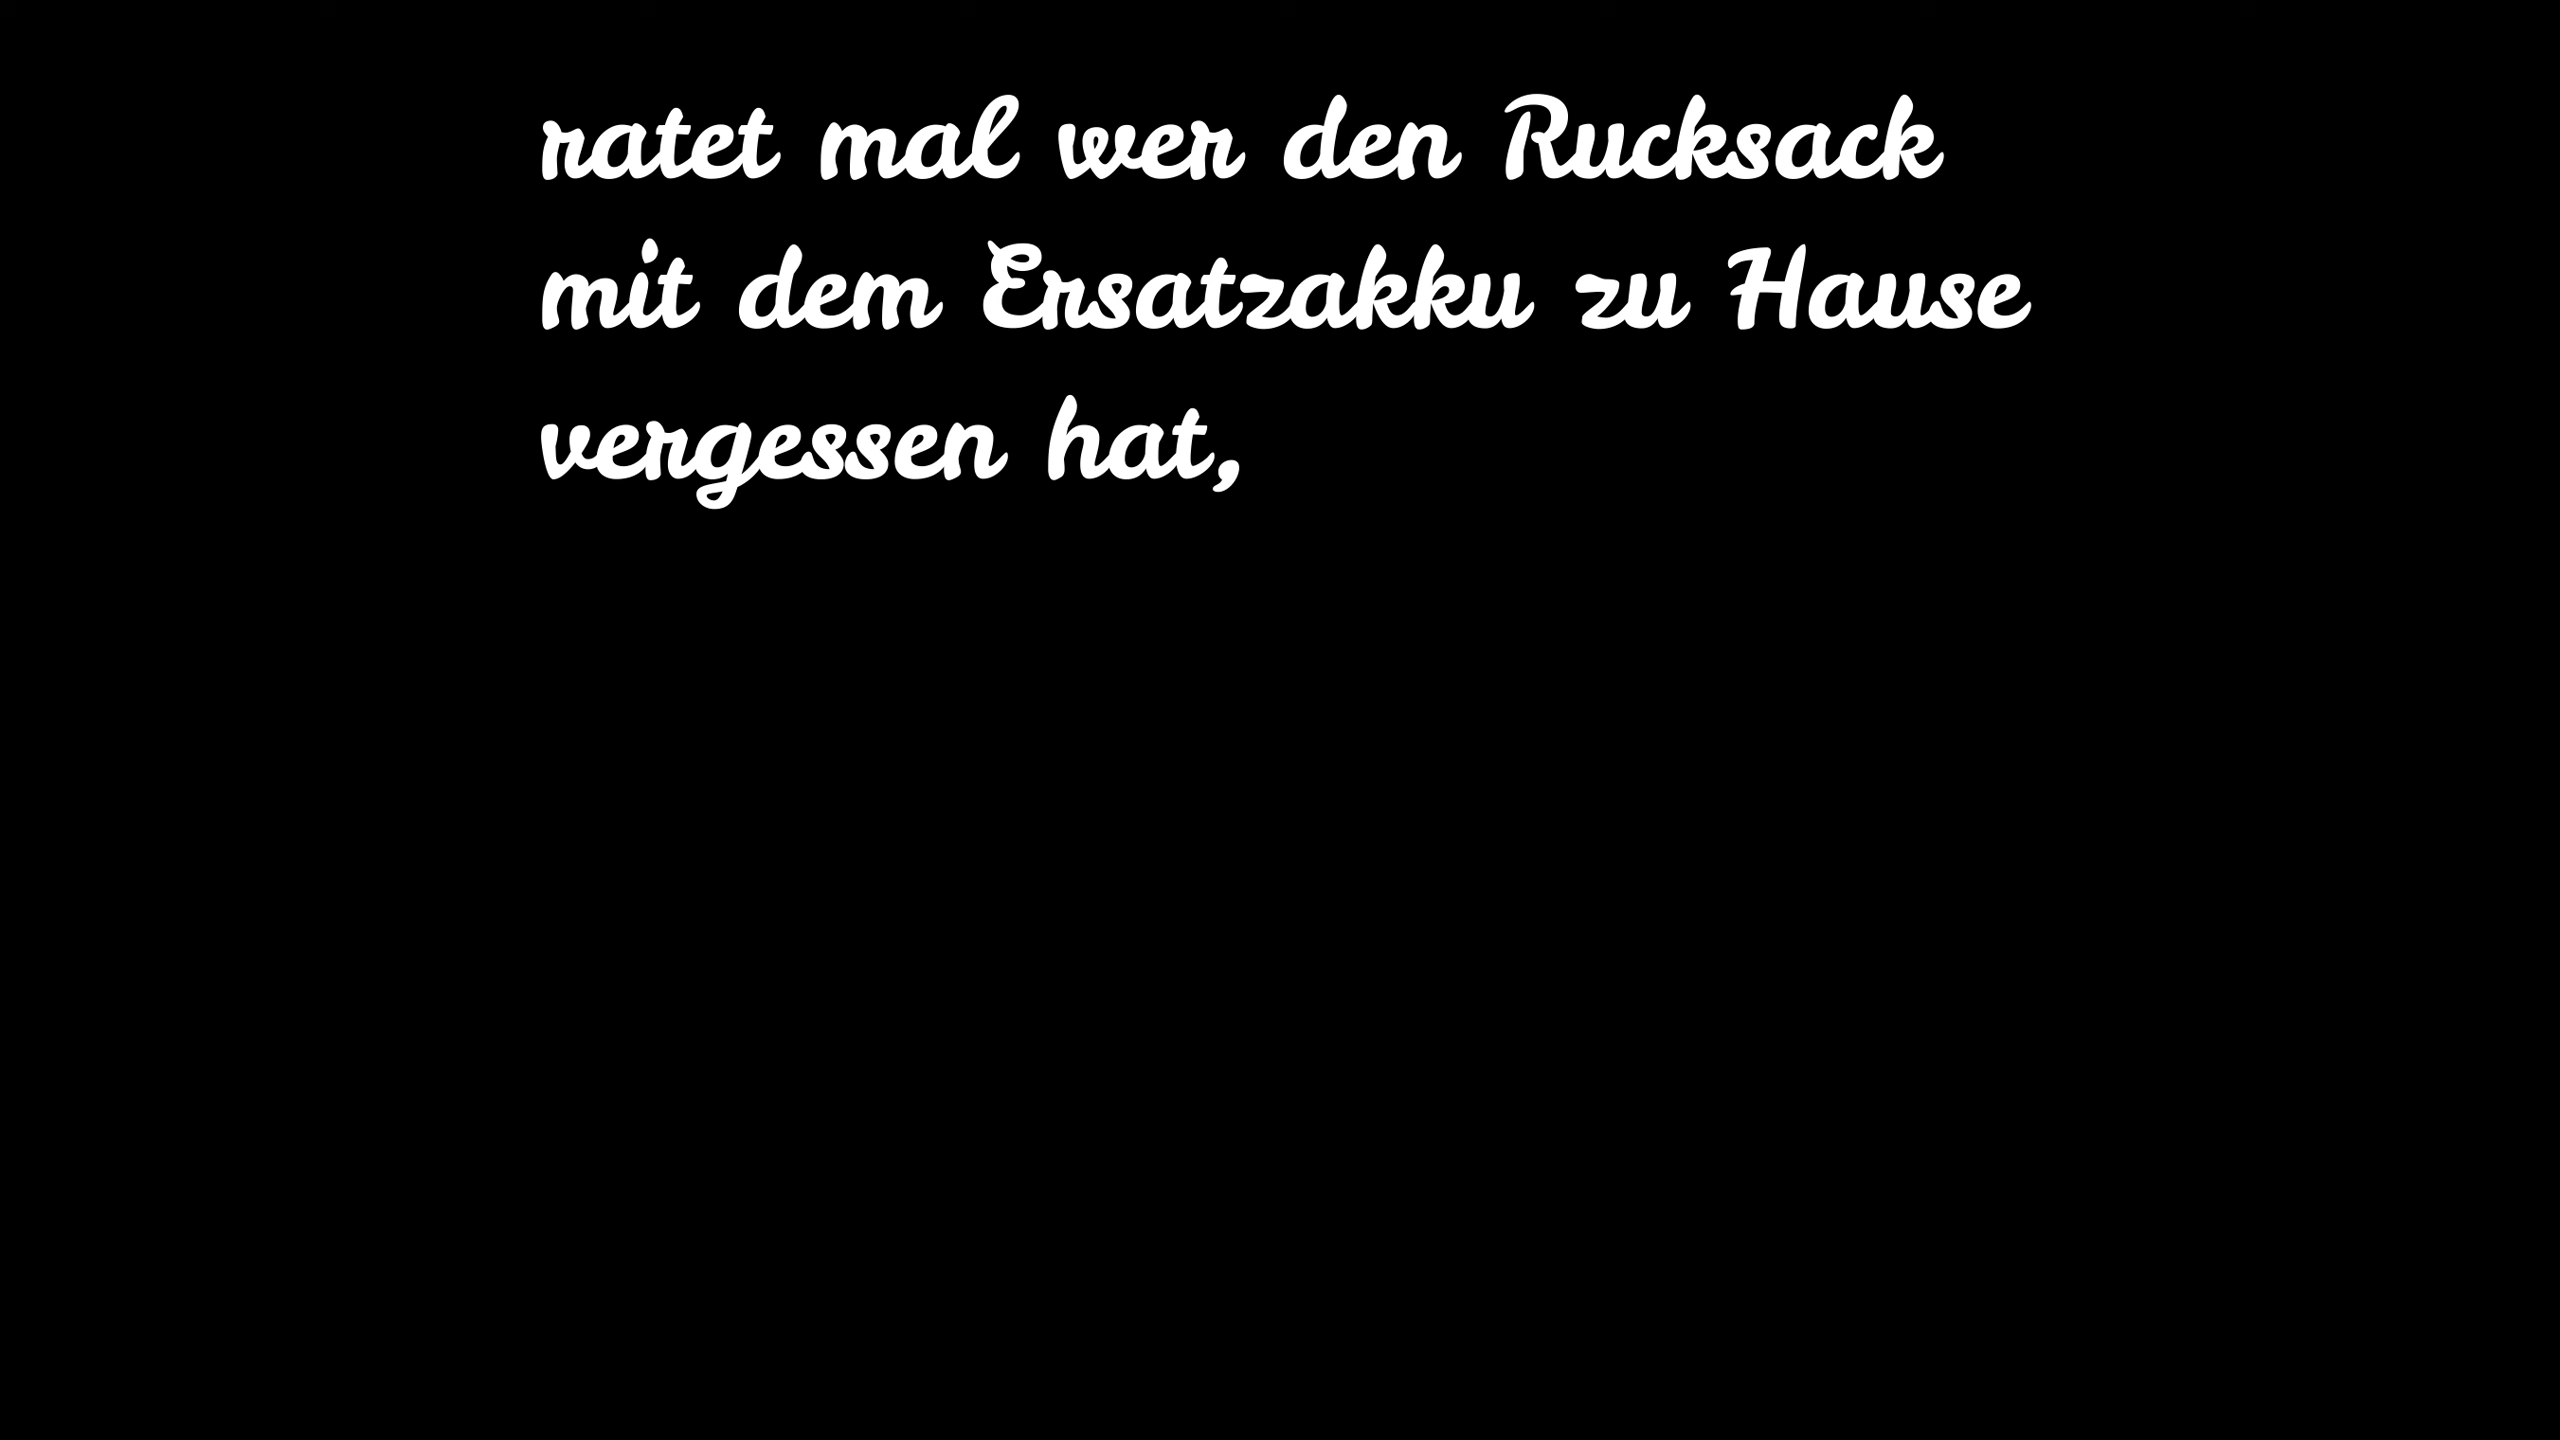 ratet mal wer den Rucksack
mit dem Ersatzakku zu Hause
vergessen hat,